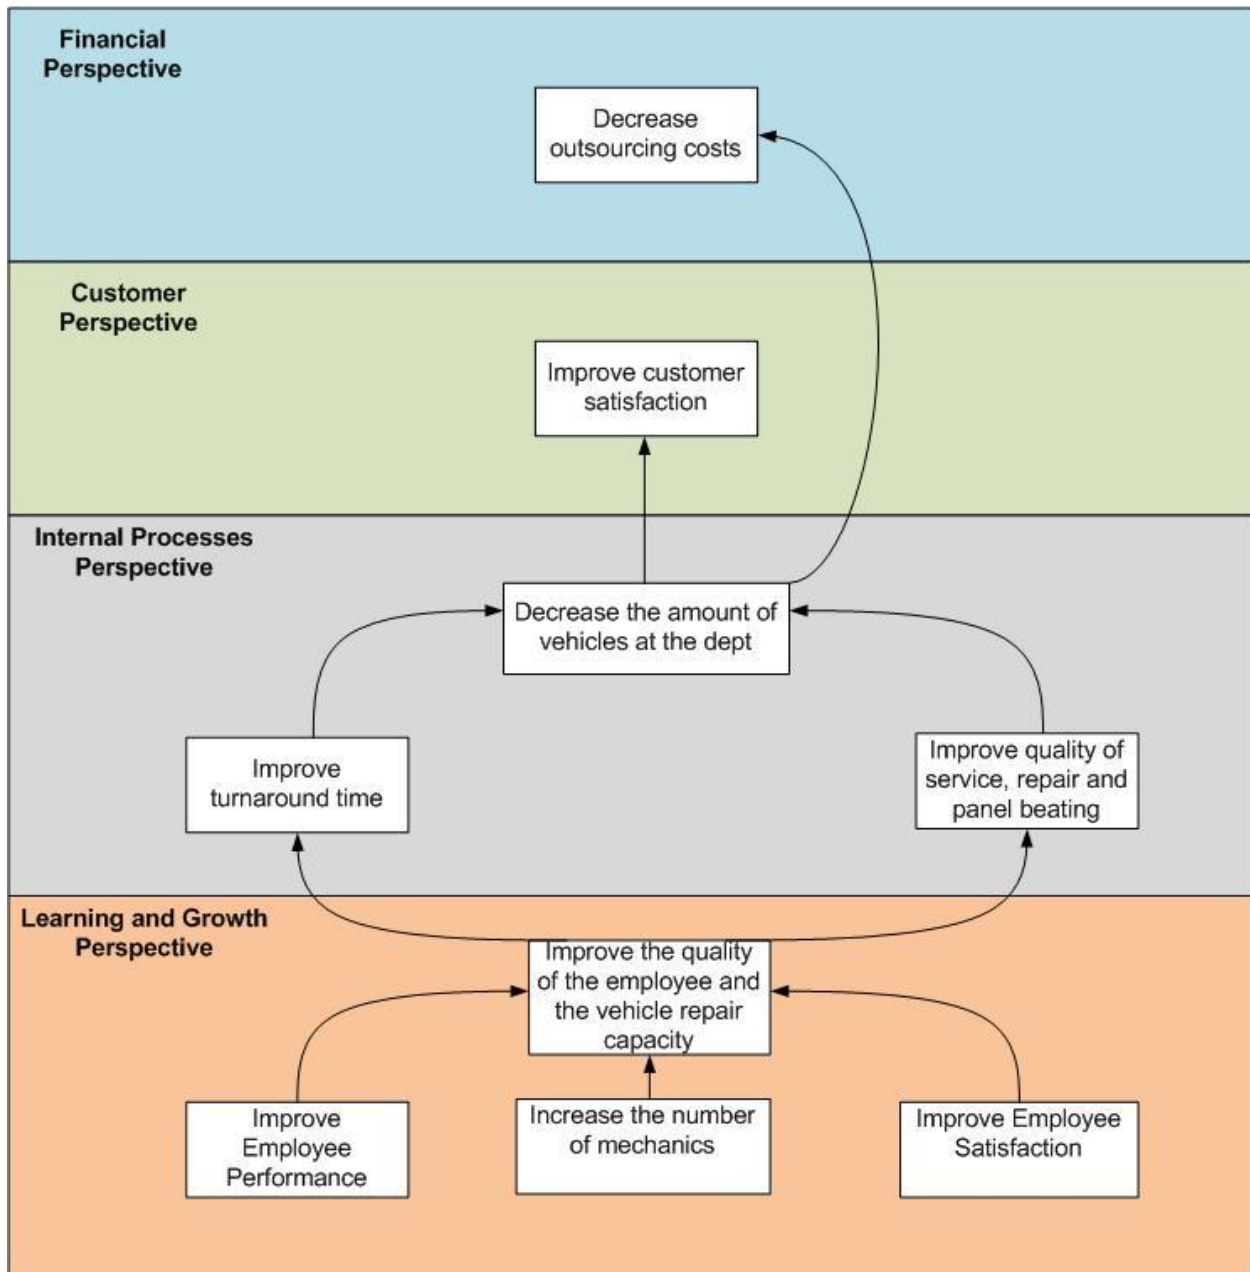 Financial
Perspective
Decrease
outsourcing costs
Customer
Perspective
Improve customer
satisfaction
Internal Processes
Perspective
Decrease the amount of
vehicles at the dept
Improve
turnaround time
Improve quality of
service, repair and
panel beating
Learning and Growth
Perspective
Improve the quality
of the employee and
the vehicle repair
capacity
Improve
Employee
Performance
Increase the number
of mechanics
Improve Employee
Satisfaction